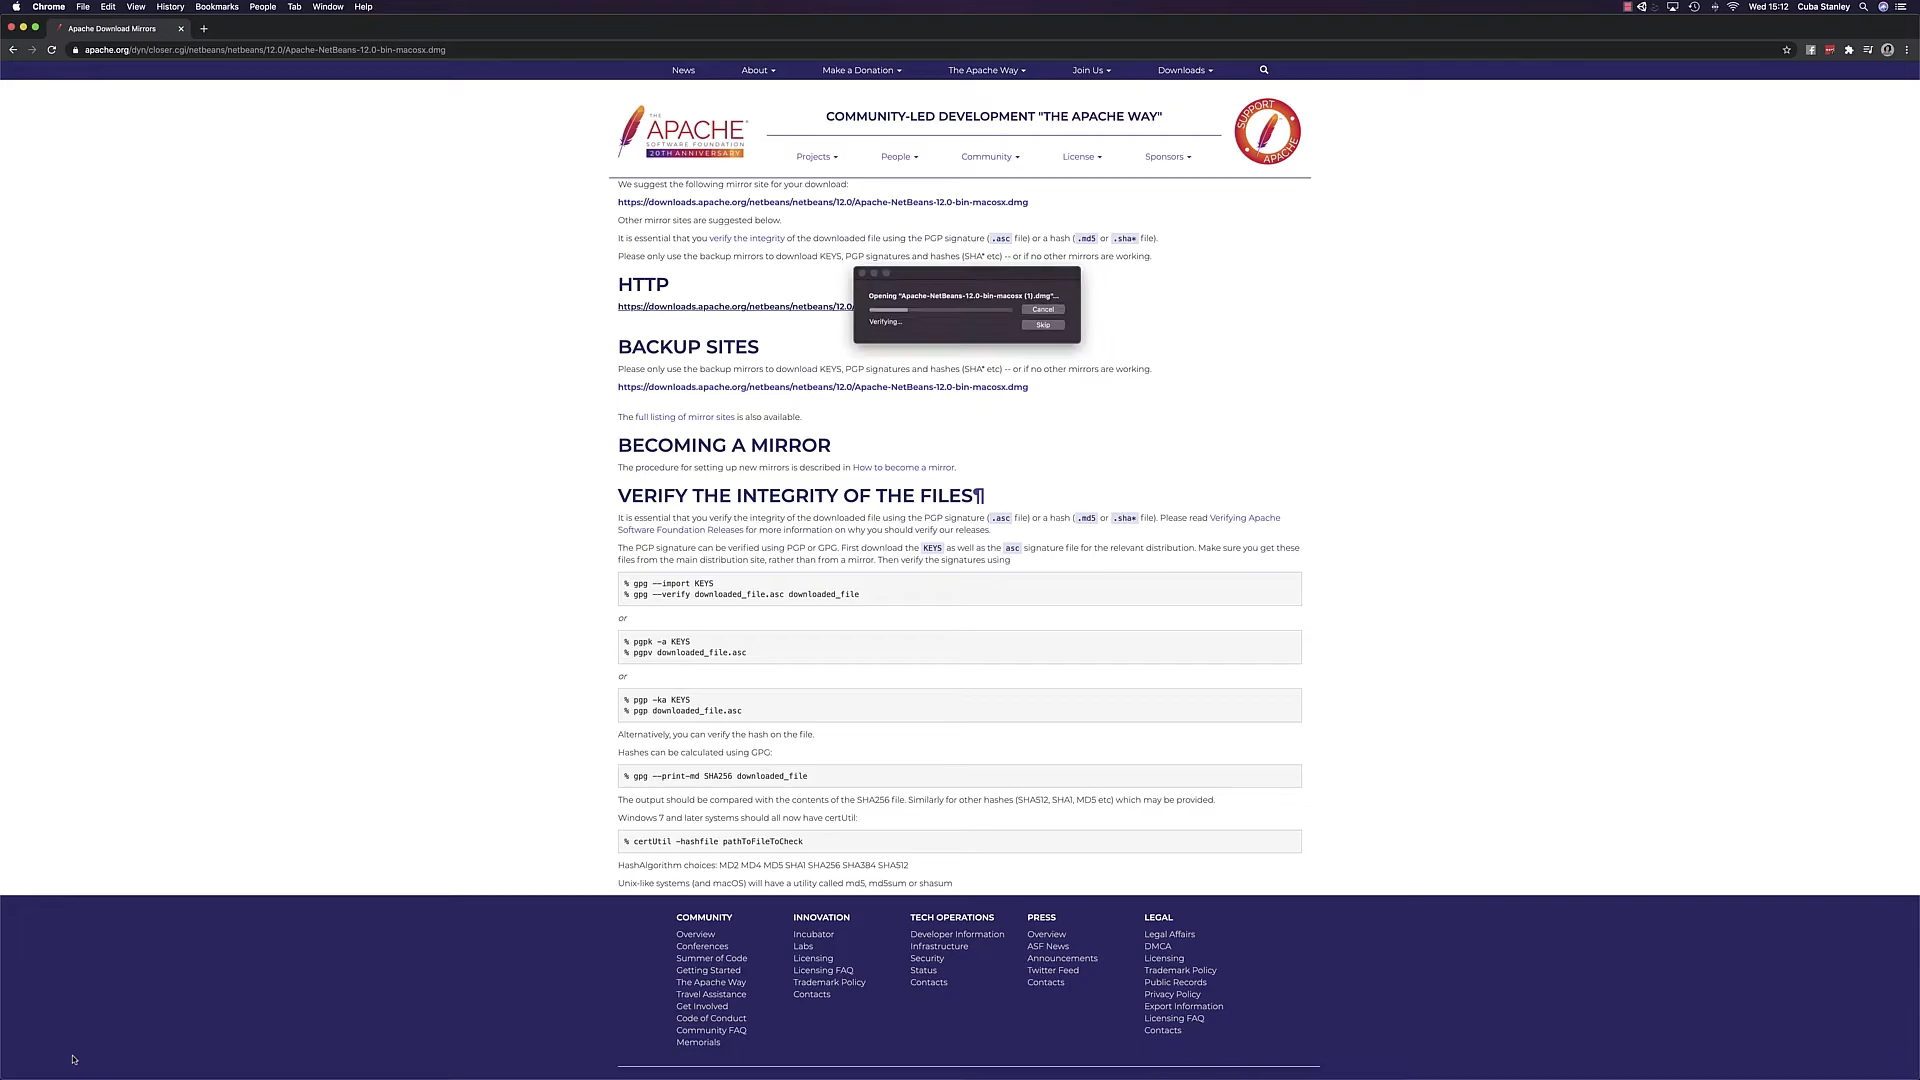 Chrome File Edit View History Bookmarks People Tab Window Help
Wed 15:12 Cuba Stanley
Apache Download Mirrors
apache.org/dyn/closer.cgi/netbeans/netbeans/12.0/Apache-NetBeans-12.0-bin-macosx.dmg
News About Make a Donation The Apache Way Join Us Downloads
THE
APACHE
SOFTWARE FOUNDATION
20TH ANNIVERSARY
COMMUNITY-LED DEVELOPMENT "THE APACHE WAY"
SUPPORT
APACHE
Projects People Community License Sponsors
We suggest the following mirror site for your download:
https://downloads.apache.org/netbeans/netbeans/12.0/Apache-NetBeans-12.0-bin-macosx.dmg
Other mirror sites are suggested below.
It is essential that you verify the integrity of the downloaded file using the PGP signature (.asc file) or a hash (.md5 or .sha* file).
Please only use the backup mirrors to download KEYS, PGP signatures and hashes (SHA* etc) -- or if no other mirrors are working.
HTTP
https://downloads.apache.org/netbeans/netbeans/12.0/
Opening "Apache-NetBeans-12.0-bin-macosx (1).dmg"...
Cancel
Verifying...
Skip
BACKUP SITES
Please only use the backup mirrors to download KEYS, PGP signatures and hashes (SHA* etc) -- or if no other mirrors are working.
https://downloads.apache.org/netbeans/netbeans/12.0/Apache-NetBeans-12.0-bin-macosx.dmg
The full listing of mirror sites is also available.
BECOMING A MIRROR
The procedure for setting up new mirrors is described in How to become a mirror.
VERIFY THE INTEGRITY OF THE FILES¶
It is essential that you verify the integrity of the downloaded file using the PGP signature (.asc file) or a hash (.md5 or .sha* file). Please read Verifying Apache
Software Foundation Releases for more information on why you should verify our releases.
The PGP signature can be verified using PGP or GPG. First download the KEYS as well as the asc signature file for the relevant distribution. Make sure you get these
files from the main distribution site, rather than from a mirror. Then verify the signatures using
% gpg --import KEYS
% gpg --verify downloaded_file.asc downloaded_file
or
% pgpk -a KEYS
% pgpv downloaded_file.asc
or
% pgp -ka KEYS
% pgp downloaded_file.asc
Alternatively, you can verify the hash on the file.
Hashes can be calculated using GPG:
% gpg --print-md SHA256 downloaded_file
The output should be compared with the contents of the SHA256 file. Similarly for other hashes (SHA512, SHA1, MD5 etc) which may be provided.
Windows 7 and later systems should all now have certUtil:
% certUtil -hashfile pathToFileToCheck
HashAlgorithm choices: MD2 MD4 MD5 SHA1 SHA256 SHA384 SHA512
Unix-like systems (and macOS) will have a utility called md5, md5sum or shasum
COMMUNITY
Overview
Conferences
Summer of Code
Getting Started
The Apache Way
Travel Assistance
Get Involved
Code of Conduct
Community FAQ
Memorials
INNOVATION
Incubator
Labs
Licensing
Licensing FAQ
Trademark Policy
Contacts
TECH OPERATIONS
Developer Information
Infrastructure
Security
Status
Contacts
PRESS
Overview
ASF News
Announcements
Twitter Feed
Contacts
LEGAL
Legal Affairs
DMCA
Licensing
Trademark Policy
Public Records
Privacy Policy
Export Information
Licensing FAQ
Contacts